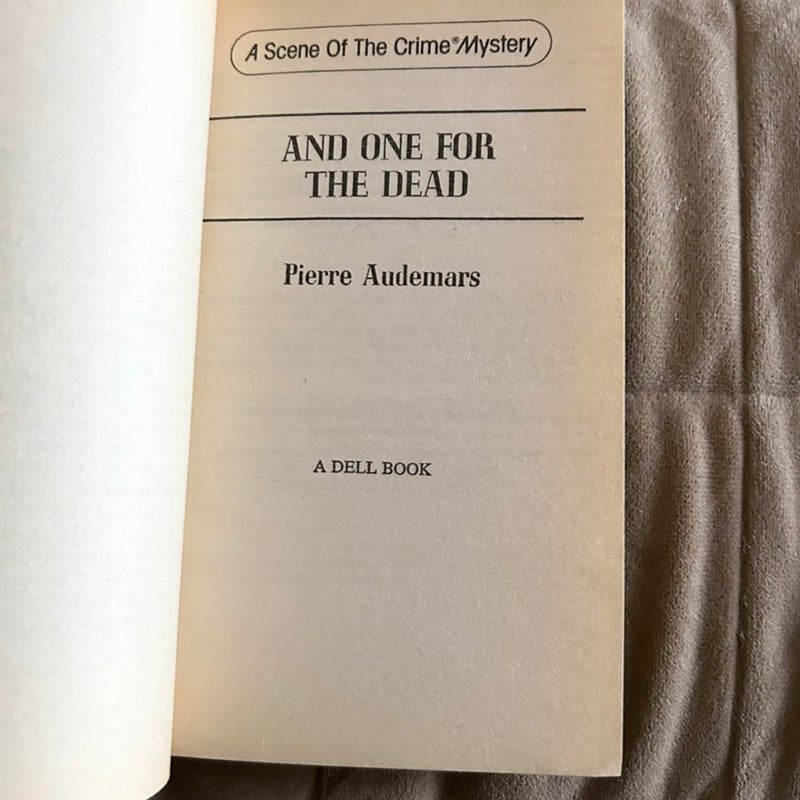 A Scene Of The Crime® Mystery
AND ONE FOR
THE DEAD
Pierre Audemars
A DELL BOOK